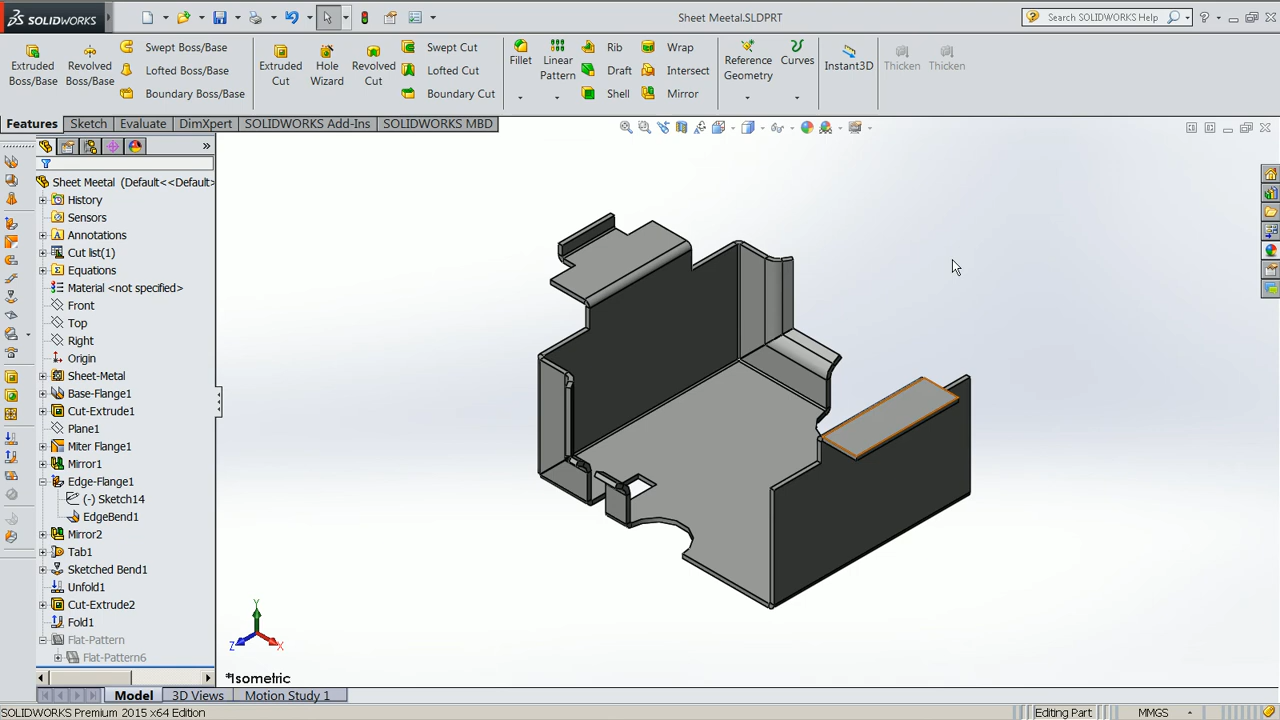 SOLIDWORKS
Sheet Meetal.SLDPRT
Search SOLIDWORKS Help
Extruded Boss/Base
Revolved Boss/Base
Swept Boss/Base
Lofted Boss/Base
Boundary Boss/Base
Extruded Cut
Hole Wizard
Revolved Cut
Swept Cut
Lofted Cut
Boundary Cut
Fillet
Linear Pattern
Rib
Draft
Shell
Wrap
Intersect
Mirror
Reference Geometry
Curves
Instant3D
Thicken
Thicken
Features
Sketch
Evaluate
DimXpert
SOLIDWORKS Add-Ins
SOLIDWORKS MBD
Sheet Meetal (Default<<Default>
History
Sensors
Annotations
Cut list(1)
Equations
Material <not specified>
Front
Top
Right
Origin
Sheet-Metal
Base-Flange1
Cut-Extrude1
Plane1
Miter Flange1
Mirror1
Edge-Flange1
(-) Sketch14
EdgeBend1
Mirror2
Tab1
Sketched Bend1
Unfold1
Cut-Extrude2
Fold1
Flat-Pattern
Flat-Pattern6
Y
Z
X
*Isometric
Model
3D Views
Motion Study 1
SOLIDWORKS Premium 2015 x64 Edition
Editing Part
MMGS